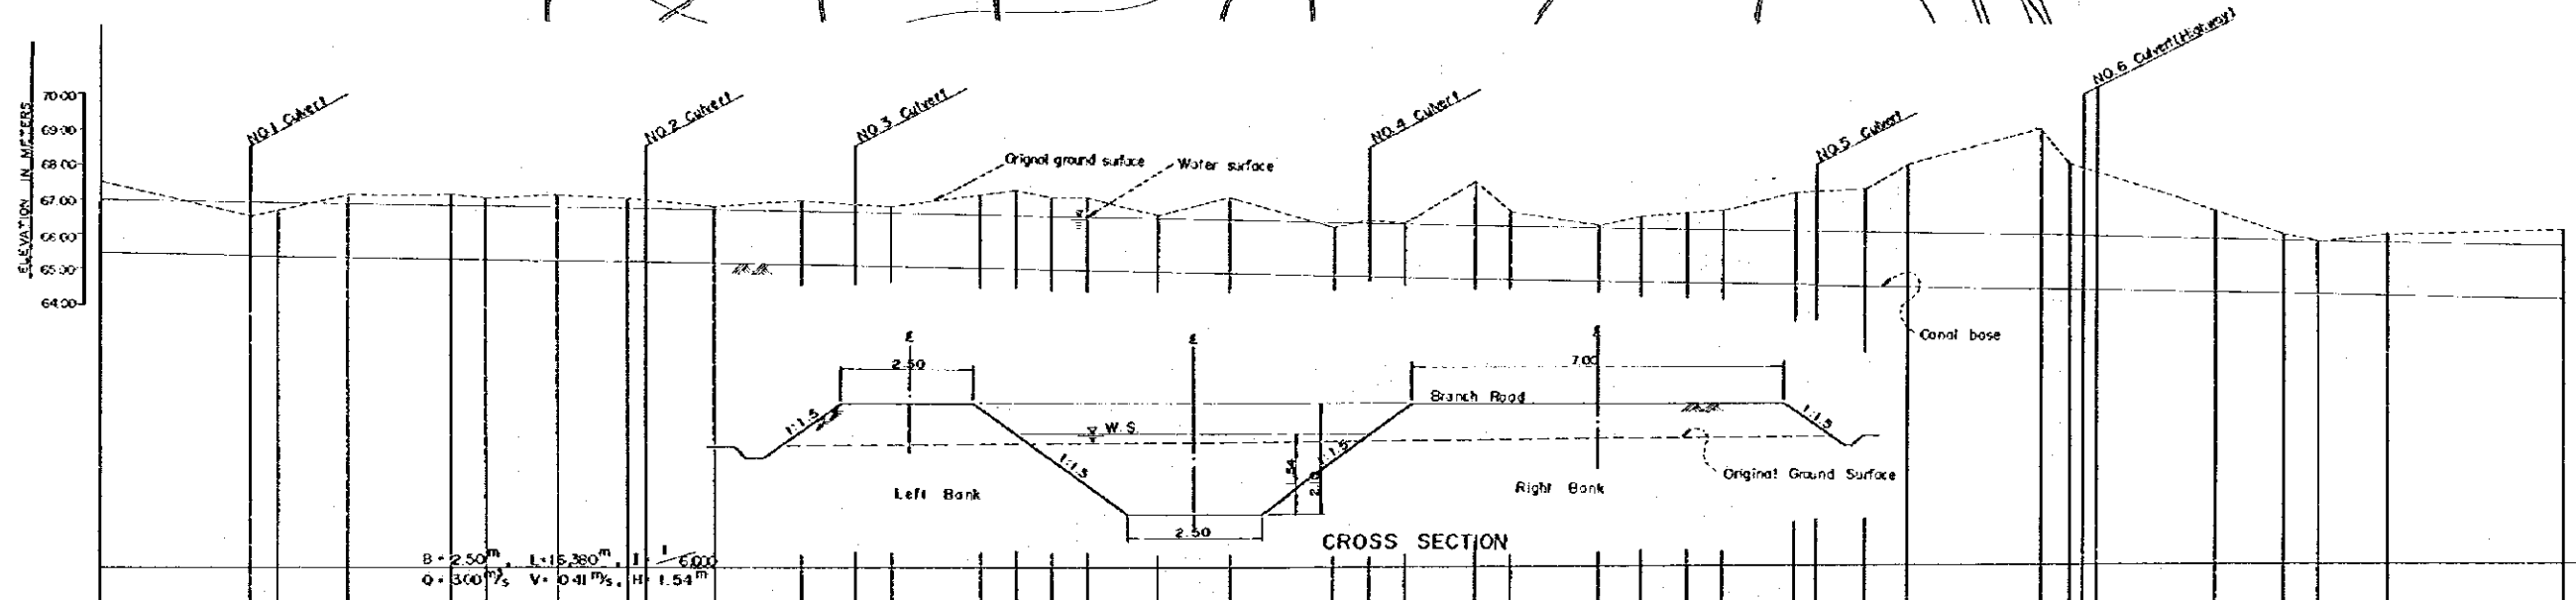 NO.6 Culvert(Highway)
NO.1 Culvert
NO.2 Culvert
NO.3 Culvert
NO.4 Culvert
NO.5 Culvert
ELEVATION IN METERS
70.00
69.00
68.00
67.00
66.00
65.00
64.00
Orignal ground surface
Water surface
Canal base
2.50
7.00
Branch Road
1:1.5
W.S.
1:1.5
1:1.5
1:1.5
Original Ground Surface
Left Bank
Right Bank
2.50
CROSS SECTION
B=2.50m, L=15,380m, I=1/6,000
Q=3.00m³/s V=0.41m/s, H=1.54m